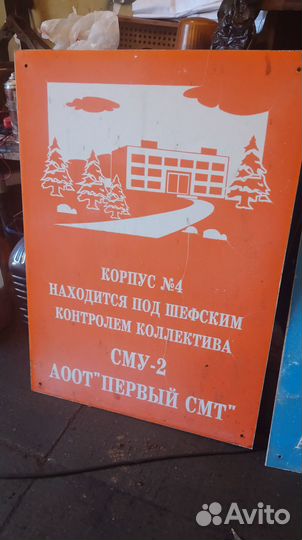 КОРПУС №4
НАХОДИТСЯ ПОД ШЕФСКИМ
КОНТРОЛЕМ КОЛЛЕКТИВА
СМУ-2
АООТ"ПЕРВЫЙ СМТ"
Avito